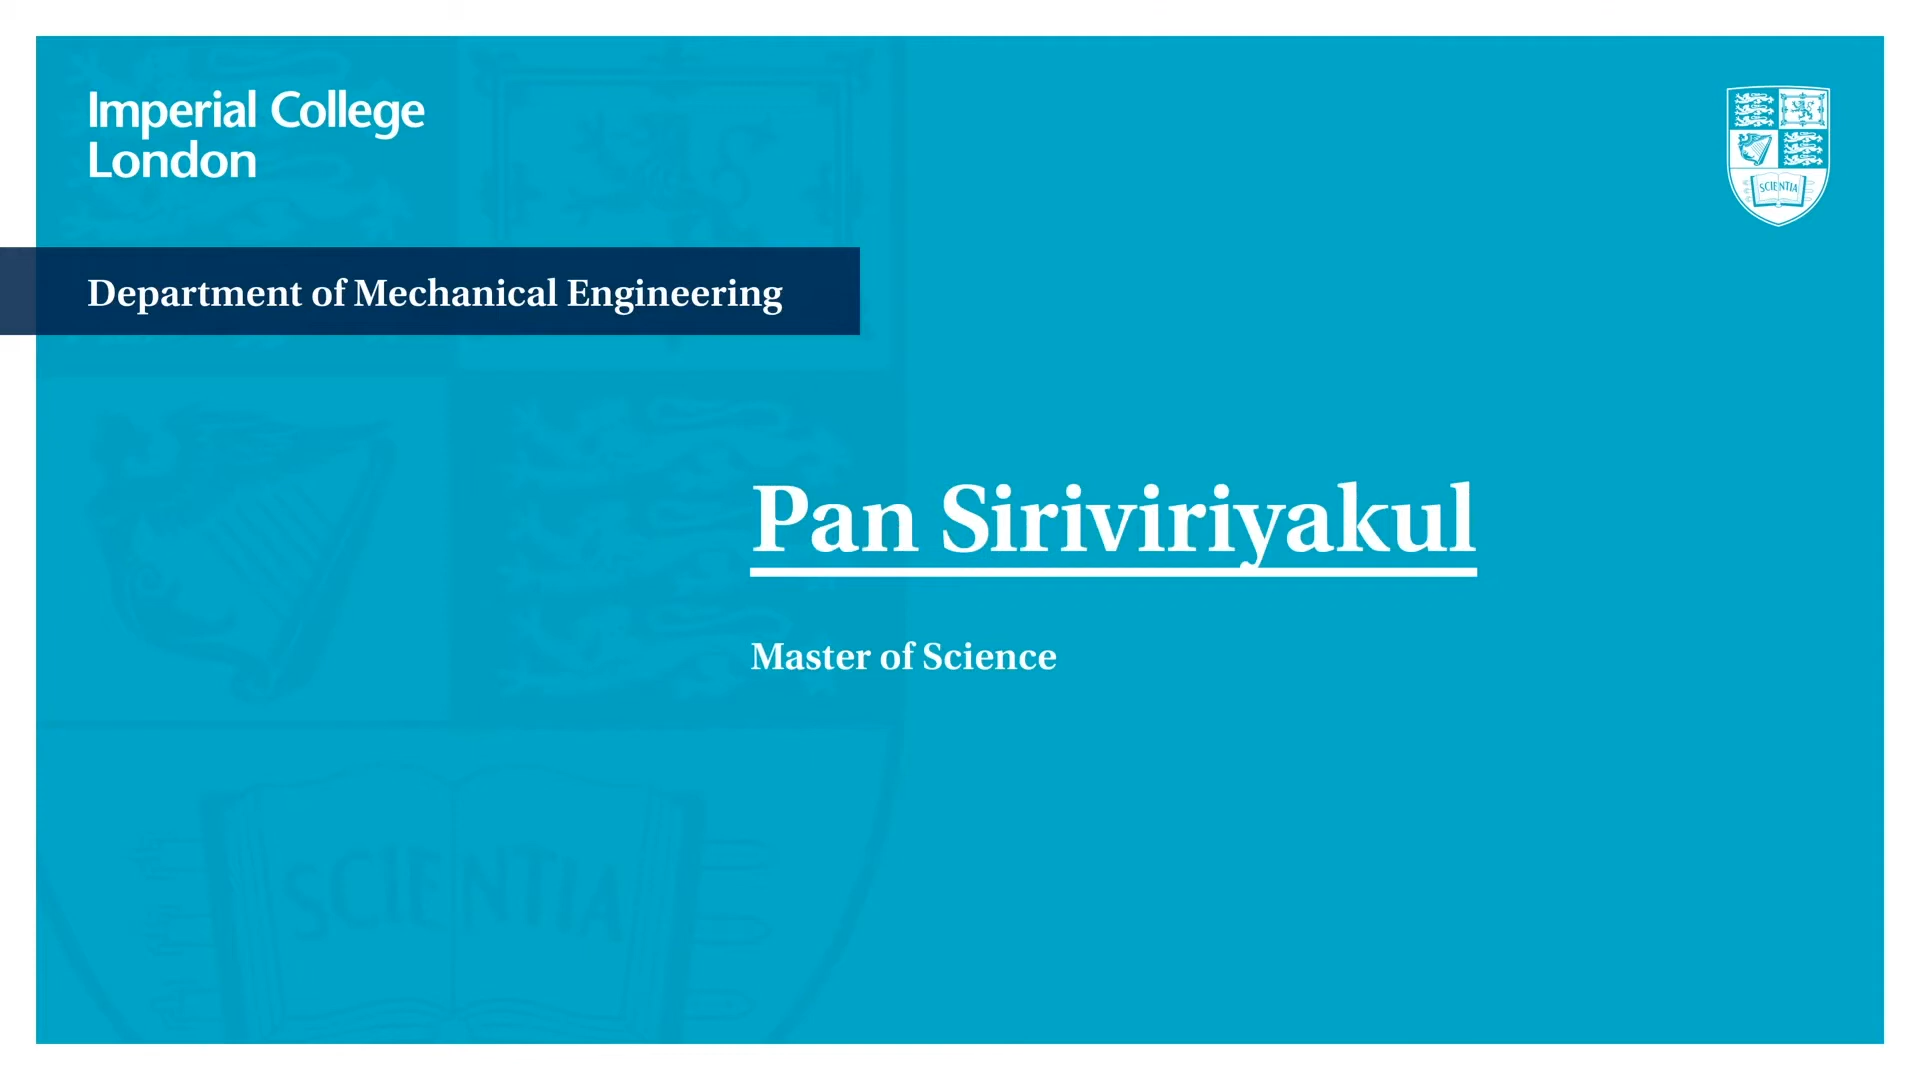 Imperial College
London
SCIENTIA
Department of Mechanical Engineering
Pan Siriviriyakul
Master of Science
SCIENTIA